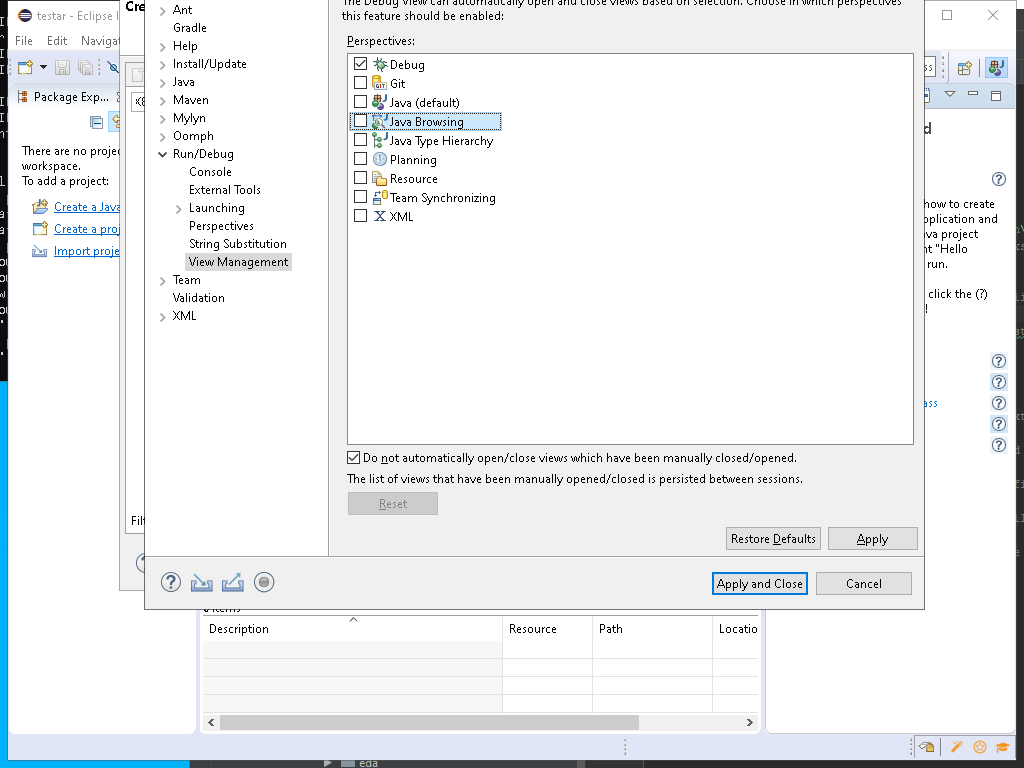 testar - Eclipse I
File Edit Navigat
Package Exp...
There are no proje
workspace.
To add a project:
Create a Java
Create a proj
Import proje
Cre
Filt
Ant
Gradle
Help
Install/Update
Java
Maven
Mylyn
Oomph
Run/Debug
Console
External Tools
Launching
Perspectives
String Substitution
View Management
Team
Validation
XML
The Debug View can automatically open and close views based on selection. Choose in which perspectives
this feature should be enabled:
Perspectives:
Debug
Git
Java (default)
Java Browsing
Java Type Hierarchy
Planning
Resource
Team Synchronizing
XML
Do not automatically open/close views which have been manually closed/opened.
The list of views that have been manually opened/closed is persisted between sessions.
Reset
Restore Defaults
Apply
Apply and Close
Cancel
how to create
pplication and
va project
nt "Hello
run.
click the (?)
!
ass
Description
Resource
Path
Locatio
eda